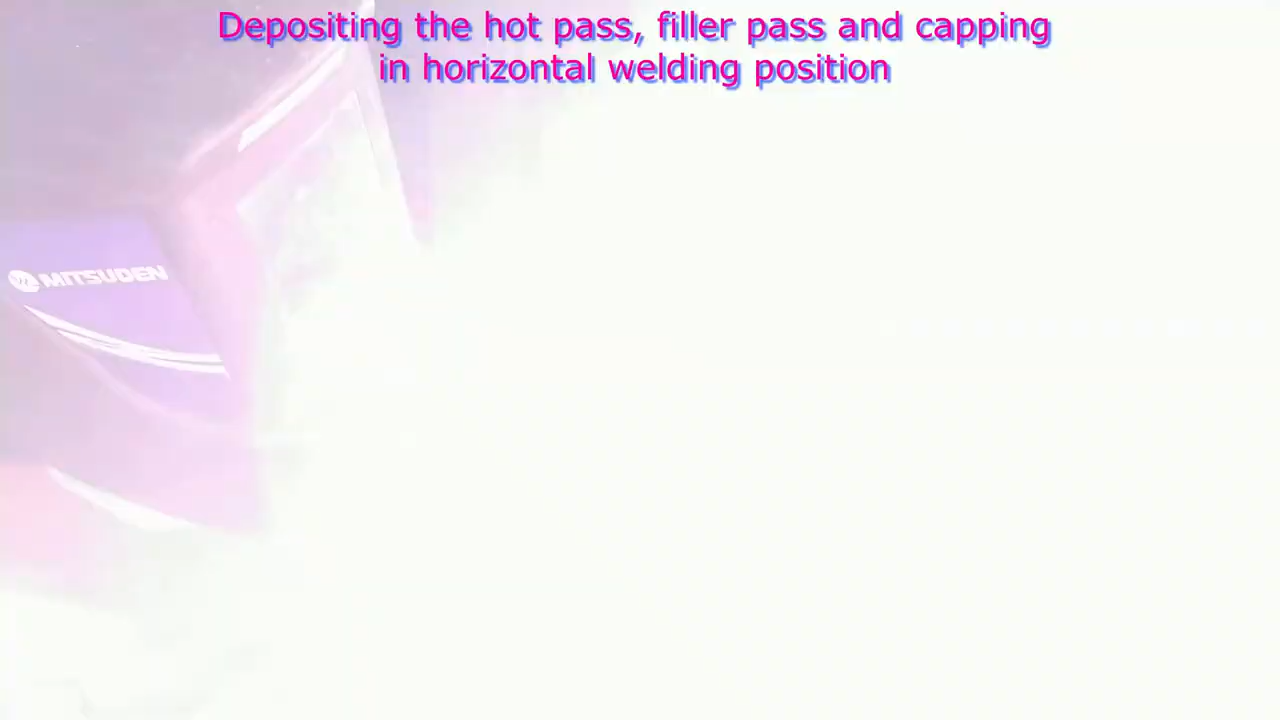 Depositing the hot pass, filler pass and capping
in horizontal welding position
MITSUDEN